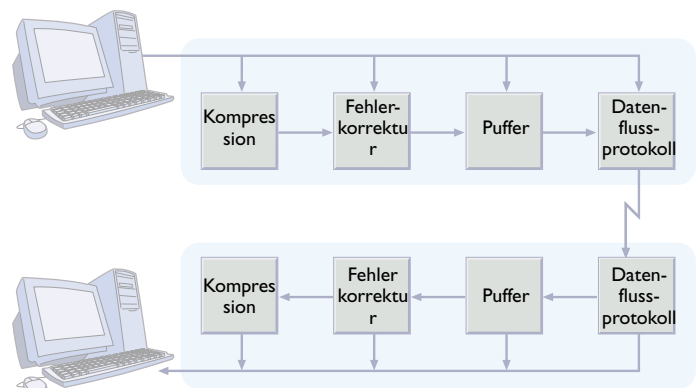 Kompres
sion
Fehler-
korrektu
r
Puffer
Daten-
fluss-
protokoll
Kompres
sion
Fehler
korrektu
r
Puffer
Daten-
fluss-
protokoll